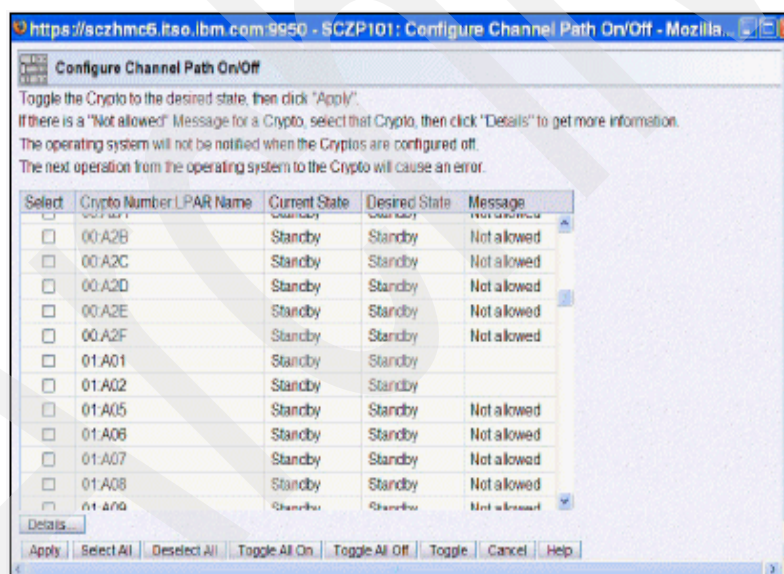 https://sczhmc6.itso.ibm.com:9950 - SCZP101: Configure Channel Path On/Off - Mozilla...
Configure Channel Path On/Off
Toggle the Crypto to the desired state, then click "Apply".
If there is a "Not allowed" Message for a Crypto, select that Crypto, then click "Details" to get more information.
The operating system will not be notified when the Cryptos are configured off.
The next operation from the operating system to the Crypto will cause an error.
Select Crypto Number:LPAR Name Current State Desired State Message
00:A2B Standby Standby Not allowed
00:A2C Standby Standby Not allowed
00:A2D Standby Standby Not allowed
00:A2E Standby Standby Not allowed
00:A2F Standby Standby Not allowed
01:A01 Standby Standby
01:A02 Standby Standby
01:A05 Standby Standby Not allowed
01:A06 Standby Standby Not allowed
01:A07 Standby Standby Not allowed
01:A08 Standby Standby Not allowed
01:A09 Standby Standby Not allowed
Details...
Apply Select All Deselect All Toggle All On Toggle All Off Toggle Cancel Help